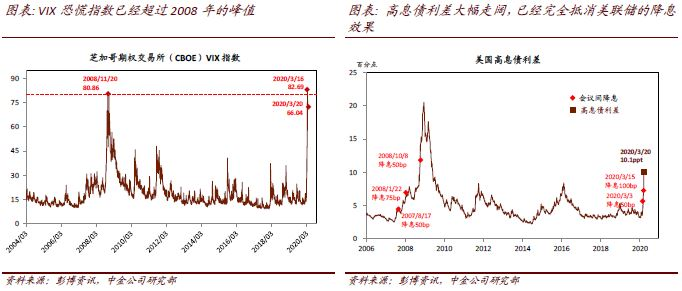 图表: VIX 恐慌指数已经超过2008 年的峰值
芝加哥期权交易所（CBOE）VIX指数
105
90
75
60
45
30
15
0
2008/11/20
80.86
2020/3/16
82.69
2020/3/20
66.04
2004/03
2006/03
2008/03
2010/03
2012/03
2014/03
2016/03
2018/03
2020/03
资料来源：彭博资讯，中金公司研究部
图表：高息债利差大幅走阔，已经完全抵消美联储的降息
效果
美国高息债利差
百分点
25
20
15
10
5
0
会议间降息
高息债利差
2020/3/20
10.1ppt
2008/10/8
降息50bp
2008/1/22
降息75bp
2007/8/17
降息50bp
2020/3/15
降息100bp
2020/3/3
降息50bp
2006
2008
2010
2012
2014
2016
2018
2020
资料来源：彭博资讯，中金公司研究部